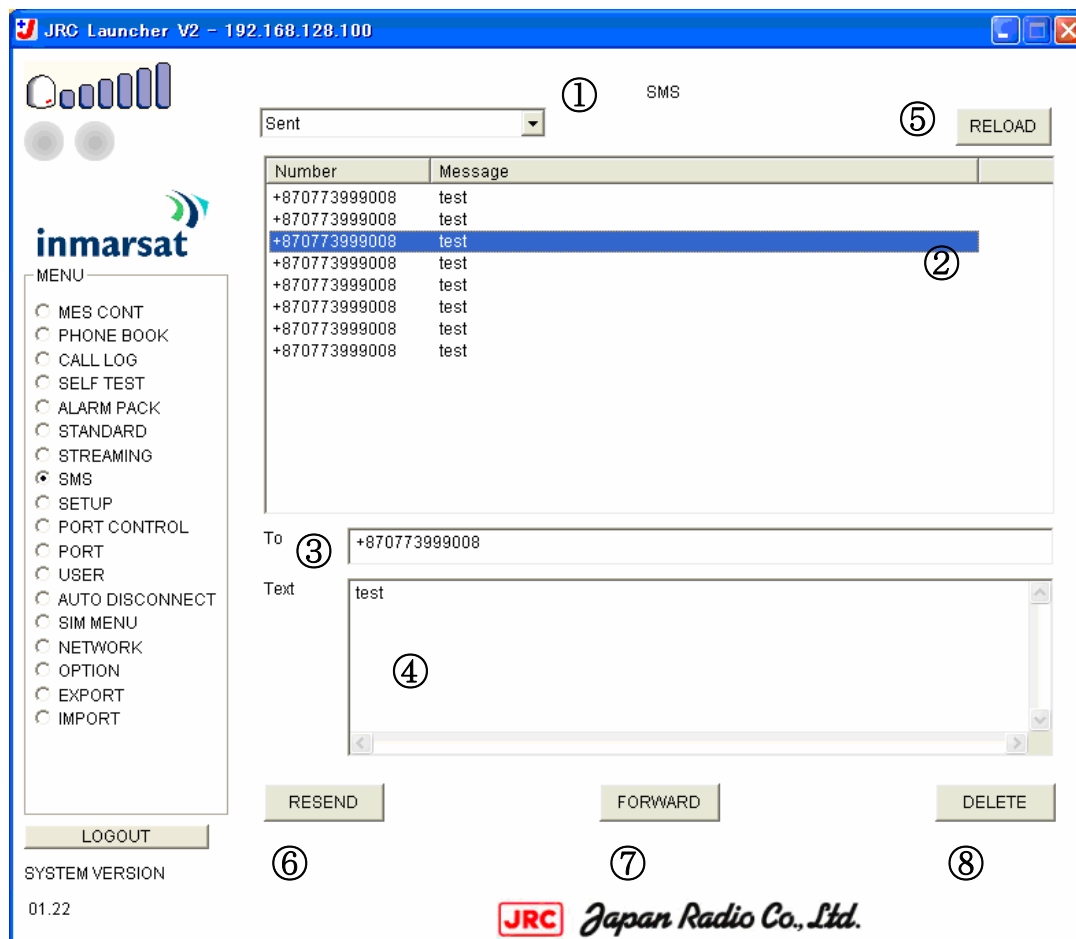 JRC Launcher V2 - 192.168.128.100
SMS
①
Sent
⑤
RELOAD
Number Message
+870773999008 test
+870773999008 test
+870773999008 test
+870773999008 test
+870773999008 test
+870773999008 test
+870773999008 test
+870773999008 test
②
inmarsat
MENU
MES CONT
PHONE BOOK
CALL LOG
SELF TEST
ALARM PACK
STANDARD
STREAMING
SMS
SETUP
PORT CONTROL
PORT
USER
AUTO DISCONNECT
SIM MENU
NETWORK
OPTION
EXPORT
IMPORT
To ③ +870773999008
Text test
④
RESEND FORWARD DELETE
⑥ ⑦ ⑧
LOGOUT
SYSTEM VERSION
01.22
JRC Japan Radio Co., Ltd.